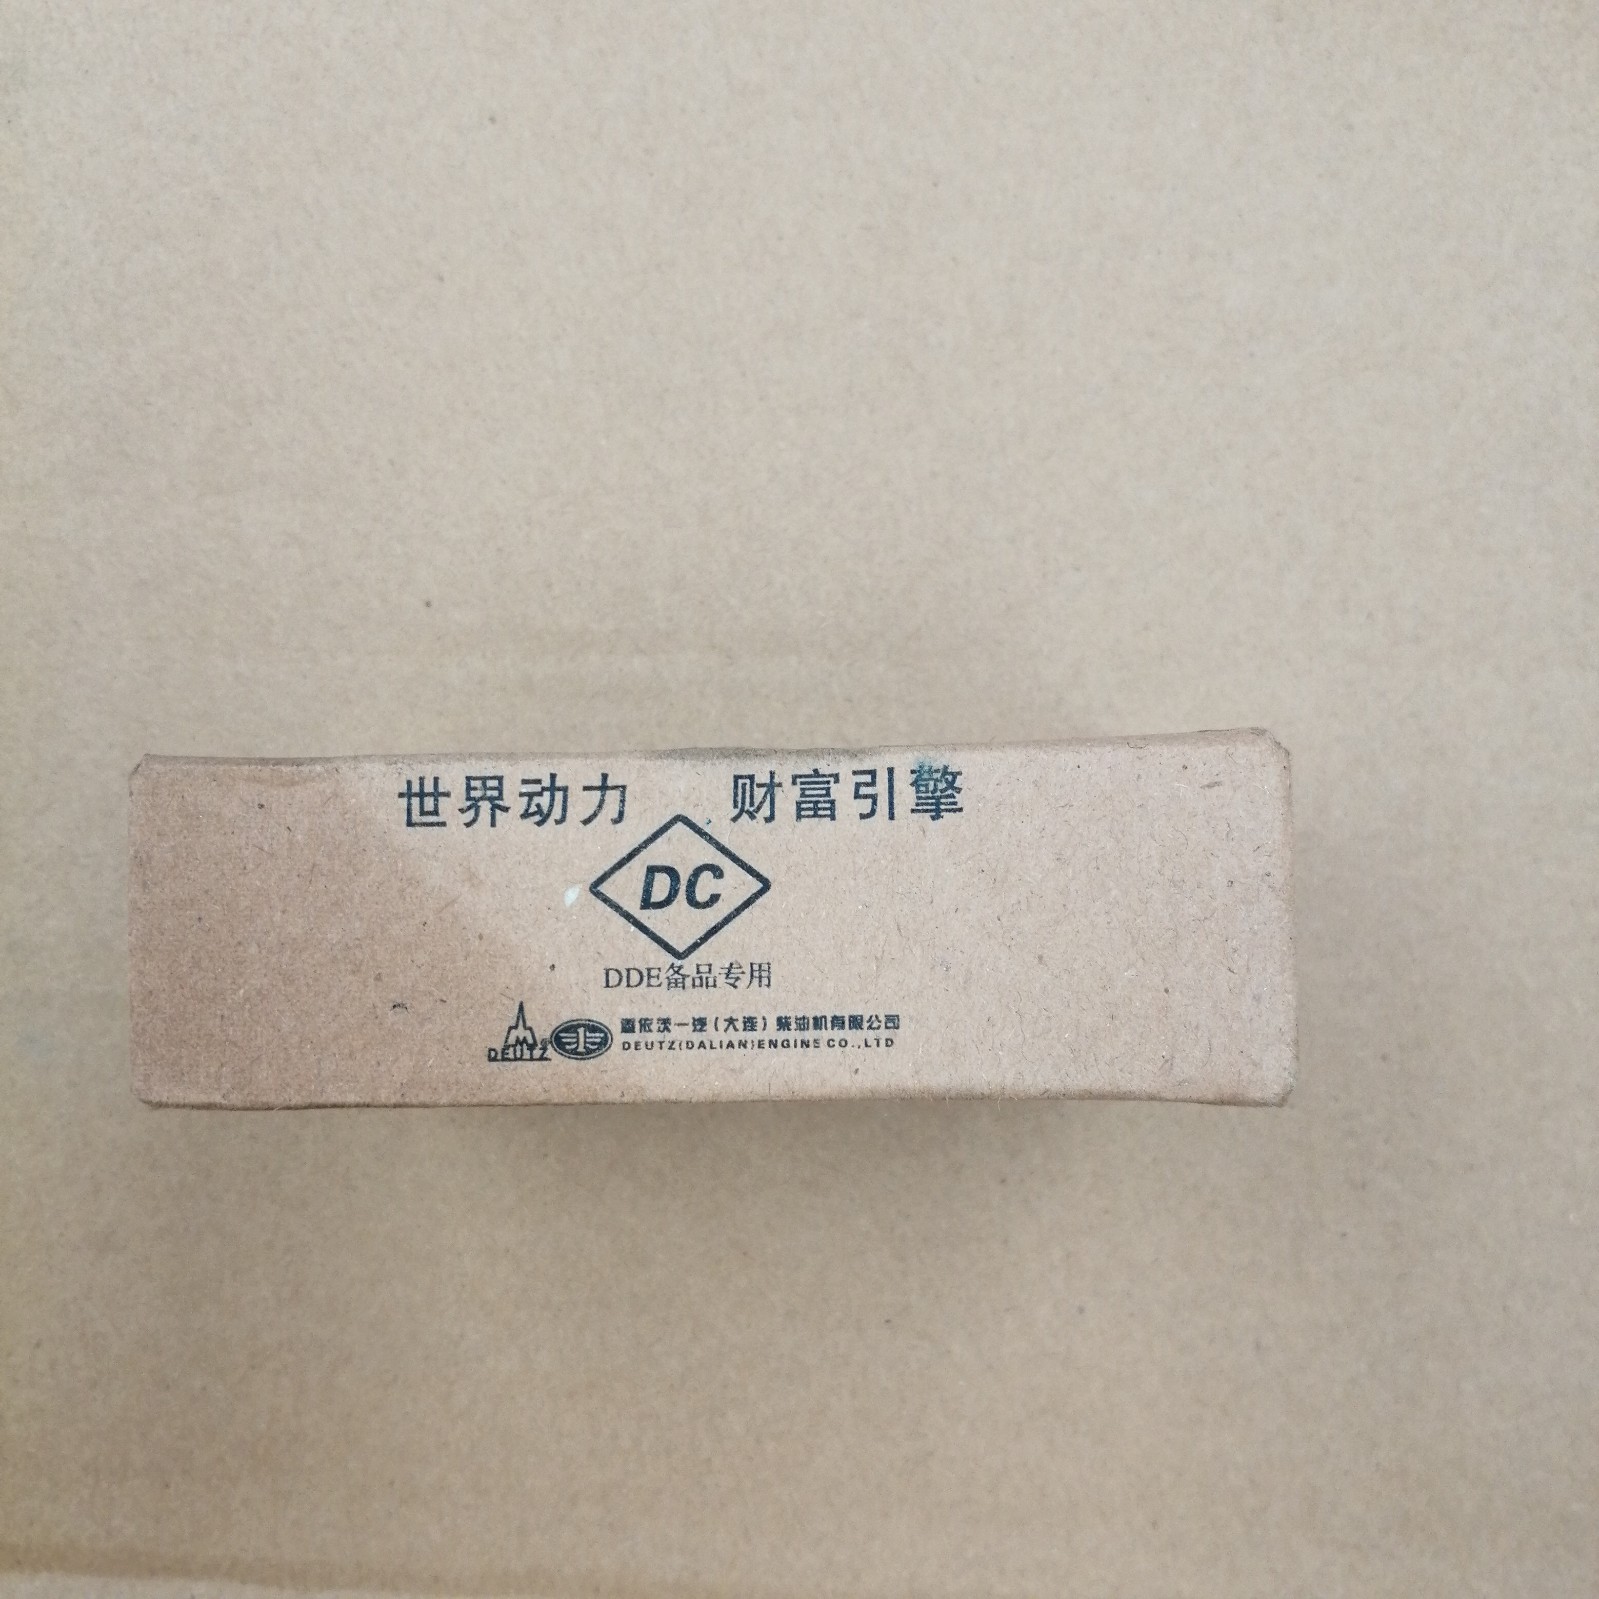 世界动力 财富引擎
DC
DDE备品专用
DEUTZ
道依茨一汽(大连)柴油机有限公司
DEUTZ(DALIAN)ENGINE CO.,LTD